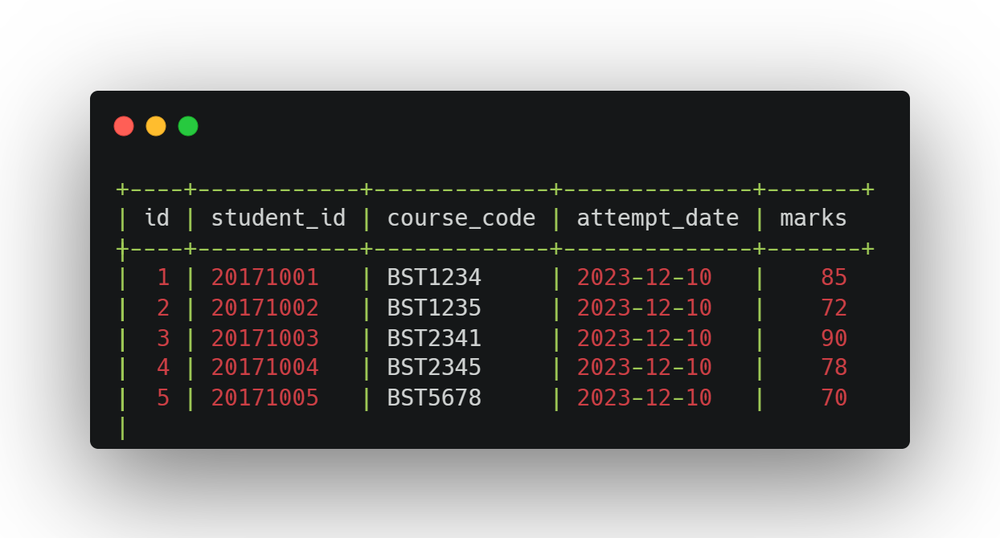 +----+------------+-------------+--------------+-------+
| id | student_id | course_code | attempt_date | marks
|
+----+------------+-------------+--------------+-------+
|  1 | 20171001   | BST1234     | 2023-12-10   |    85
|  2 | 20171002   | BST1235     | 2023-12-10   |    72
|  3 | 20171003   | BST2341     | 2023-12-10   |    90
|  4 | 20171004   | BST2345     | 2023-12-10   |    78
|  5 | 20171005   | BST5678     | 2023-12-10   |    70
|